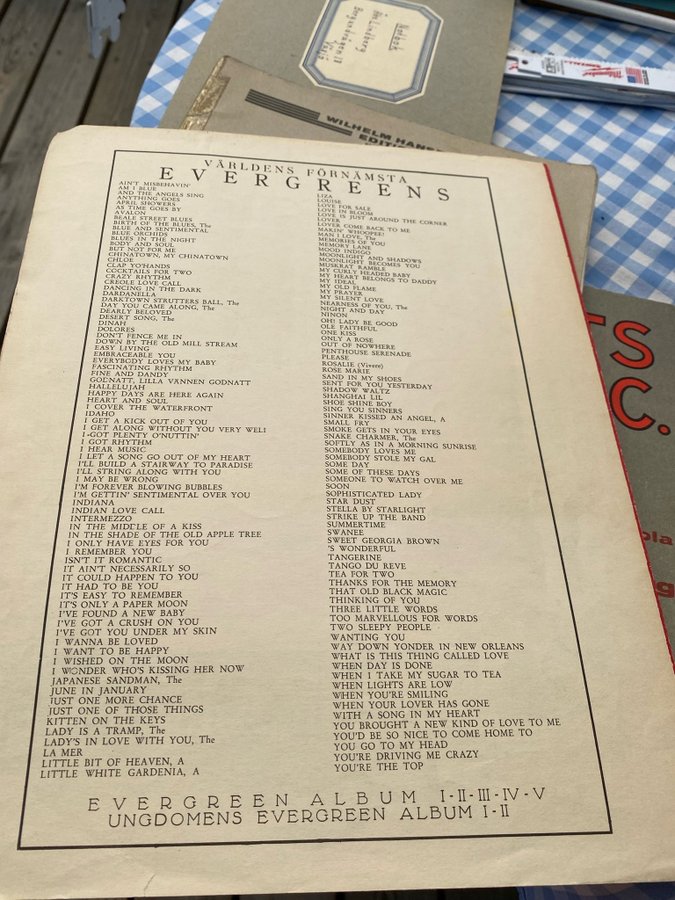 Notbok
WILHELM HANSEN
EDITION
VÄRLDENS FÖRNÄMSTA
EVERGREENS
AIN'T MISBEHAVIN'
AM I BLUE
AND THE ANGELS SING
ANYTHING GOES
APRIL SHOWERS
AS TIME GOES BY
AVALON
BEALE STREET BLUES
BIRTH OF THE BLUES, The
BLUE AND SENTIMENTAL
BLUE ORCHIDS
BLUES IN THE NIGHT
BODY AND SOUL
BUT NOT FOR ME
CHINATOWN, MY CHINATOWN
CHLOE
CLAP YO'HANDS
COCKTAILS FOR TWO
CRAZY RHYTHM
CREOLE LOVE CALL
DANCING IN THE DARK
DARDANELLA
DARKTOWN STRUTTERS BALL, The
DAY YOU CAME ALONG, The
DEARLY BELOVED
DESERT SONG, The
DINAH
DOLORES
DON'T FENCE ME IN
DOWN BY THE OLD MILL STREAM
EASY LIVING
EMBRACEABLE YOU
EVERYBODY LOVES MY BABY
FASCINATING RHYTHM
FINE AND DANDY
GODNATT, LILLA VÄNNEN GODNATT
HALLELUJAH
HAPPY DAYS ARE HERE AGAIN
HEART AND SOUL
I COVER THE WATERFRONT
IDAHO
I GET A KICK OUT OF YOU
I GET ALONG WITHOUT YOU VERY WELL
I GOT PLENTY O'NUTTIN'
I GOT RHYTHM
I HEAR MUSIC
I LET A SONG GO OUT OF MY HEART
I'LL BUILD A STAIRWAY TO PARADISE
I'LL STRING ALONG WITH YOU
I MAY BE WRONG
I'M FOREVER BLOWING BUBBLES
I'M GETTIN' SENTIMENTAL OVER YOU
INDIANA
INDIAN LOVE CALL
INTERMEZZO
IN THE MIDDLE OF A KISS
IN THE SHADE OF THE OLD APPLE TREE
I ONLY HAVE EYES FOR YOU
I REMEMBER YOU
ISN'T IT ROMANTIC
IT AIN'T NECESSARILY SO
IT COULD HAPPEN TO YOU
IT HAD TO BE YOU
IT'S EASY TO REMEMBER
IT'S ONLY A PAPER MOON
I'VE FOUND A NEW BABY
I'VE GOT A CRUSH ON YOU
I'VE GOT YOU UNDER MY SKIN
I WANNA BE LOVED
I WANT TO BE HAPPY
I WISHED ON THE MOON
I WONDER WHO'S KISSING HER NOW
JAPANESE SANDMAN, The
JUNE IN JANUARY
JUST ONE MORE CHANCE
JUST ONE OF THOSE THINGS
KITTEN ON THE KEYS
LADY IS A TRAMP, The
LADY'S IN LOVE WITH YOU, The
LA MER
LITTLE BIT OF HEAVEN, A
LITTLE WHITE GARDENIA, A
LIZA
LOUISE
LOVE FOR SALE
LOVE IN BLOOM
LOVE IS JUST AROUND THE CORNER
LOVER
LOVER COME BACK TO ME
MAKIN' WHOOPEE!
MAN I LOVE, The
MEMORIES OF YOU
MEMORY LANE
MOOD INDIGO
MOONLIGHT AND SHADOWS
MOONLIGHT BECOMES YOU
MUSKRAT RAMBLE
MY CURLY HEADED BABY
MY HEART BELONGS TO DADDY
MY IDEAL
MY OLD FLAME
MY PRAYER
MY SILENT LOVE
NEARNESS OF YOU, The
NIGHT AND DAY
NINON
OH! LADY BE GOOD
OLE FAITHFUL
ONE KISS
ONLY A ROSE
OUT OF NOWHERE
PENTHOUSE SERENADE
PLEASE
ROSALIE (Vivere)
ROSE MARIE
SAND IN MY SHOES
SENT FOR YOU YESTERDAY
SHADOW WALTZ
SHANGHAI LIL
SHOE SHINE BOY
SING YOU SINNERS
SINNER KISSED AN ANGEL, A
SMALL FRY
SMOKE GETS IN YOUR EYES
SNAKE CHARMER, The
SOFTLY AS IN A MORNING SUNRISE
SOMEBODY LOVES ME
SOMEBODY STOLE MY GAL
SOME DAY
SOME OF THESE DAYS
SOMEONE TO WATCH OVER ME
SOON
SOPHISTICATED LADY
STAR DUST
STELLA BY STARLIGHT
STRIKE UP THE BAND
SUMMERTIME
SWANEE
SWEET GEORGIA BROWN
'S WONDERFUL
TANGERINE
TANGO DU REVE
TEA FOR TWO
THANKS FOR THE MEMORY
THAT OLD BLACK MAGIC
THINKING OF YOU
THREE LITTLE WORDS
TOO MARVELLOUS FOR WORDS
TWO SLEEPY PEOPLE
WANTING YOU
WAY DOWN YONDER IN NEW ORLEANS
WHAT IS THIS THING CALLED LOVE
WHEN DAY IS DONE
WHEN I TAKE MY SUGAR TO TEA
WHEN LIGHTS ARE LOW
WHEN YOU'RE SMILING
WHEN YOUR LOVER HAS GONE
WITH A SONG IN MY HEART
YOU BROUGHT A NEW KIND OF LOVE TO ME
YOU'D BE SO NICE TO COME HOME TO
YOU GO TO MY HEAD
YOU'RE DRIVING ME CRAZY
YOU'RE THE TOP
EVERGREEN ALBUM I-II-III-IV-V
UNGDOMENS EVERGREEN ALBUM I-II
TS
C.